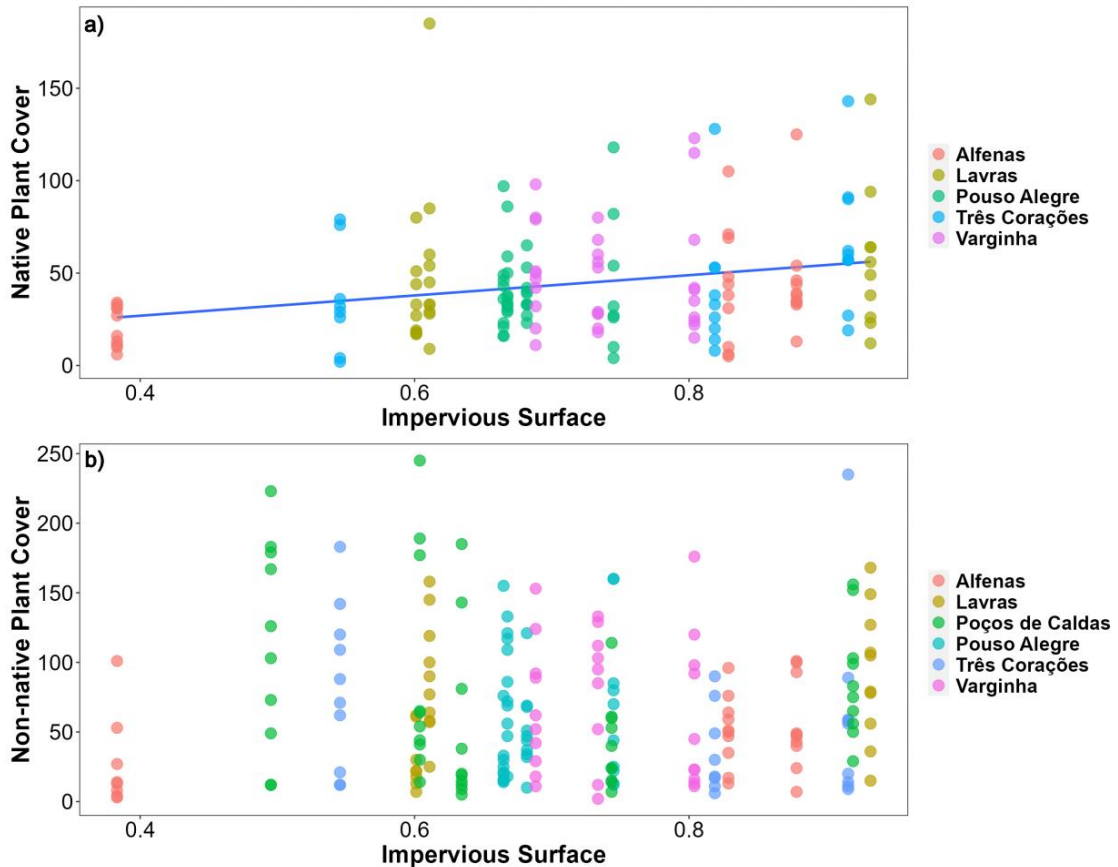 a)
Native Plant Cover
150
100
50
0
0.4
0.6
0.8
Impervious Surface
Alfenas
Lavras
Pouso Alegre
Três Corações
Varginha
b)
Non-native Plant Cover
250
200
150
100
50
0
0.4
0.6
0.8
Impervious Surface
Alfenas
Lavras
Poços de Caldas
Pouso Alegre
Três Corações
Varginha